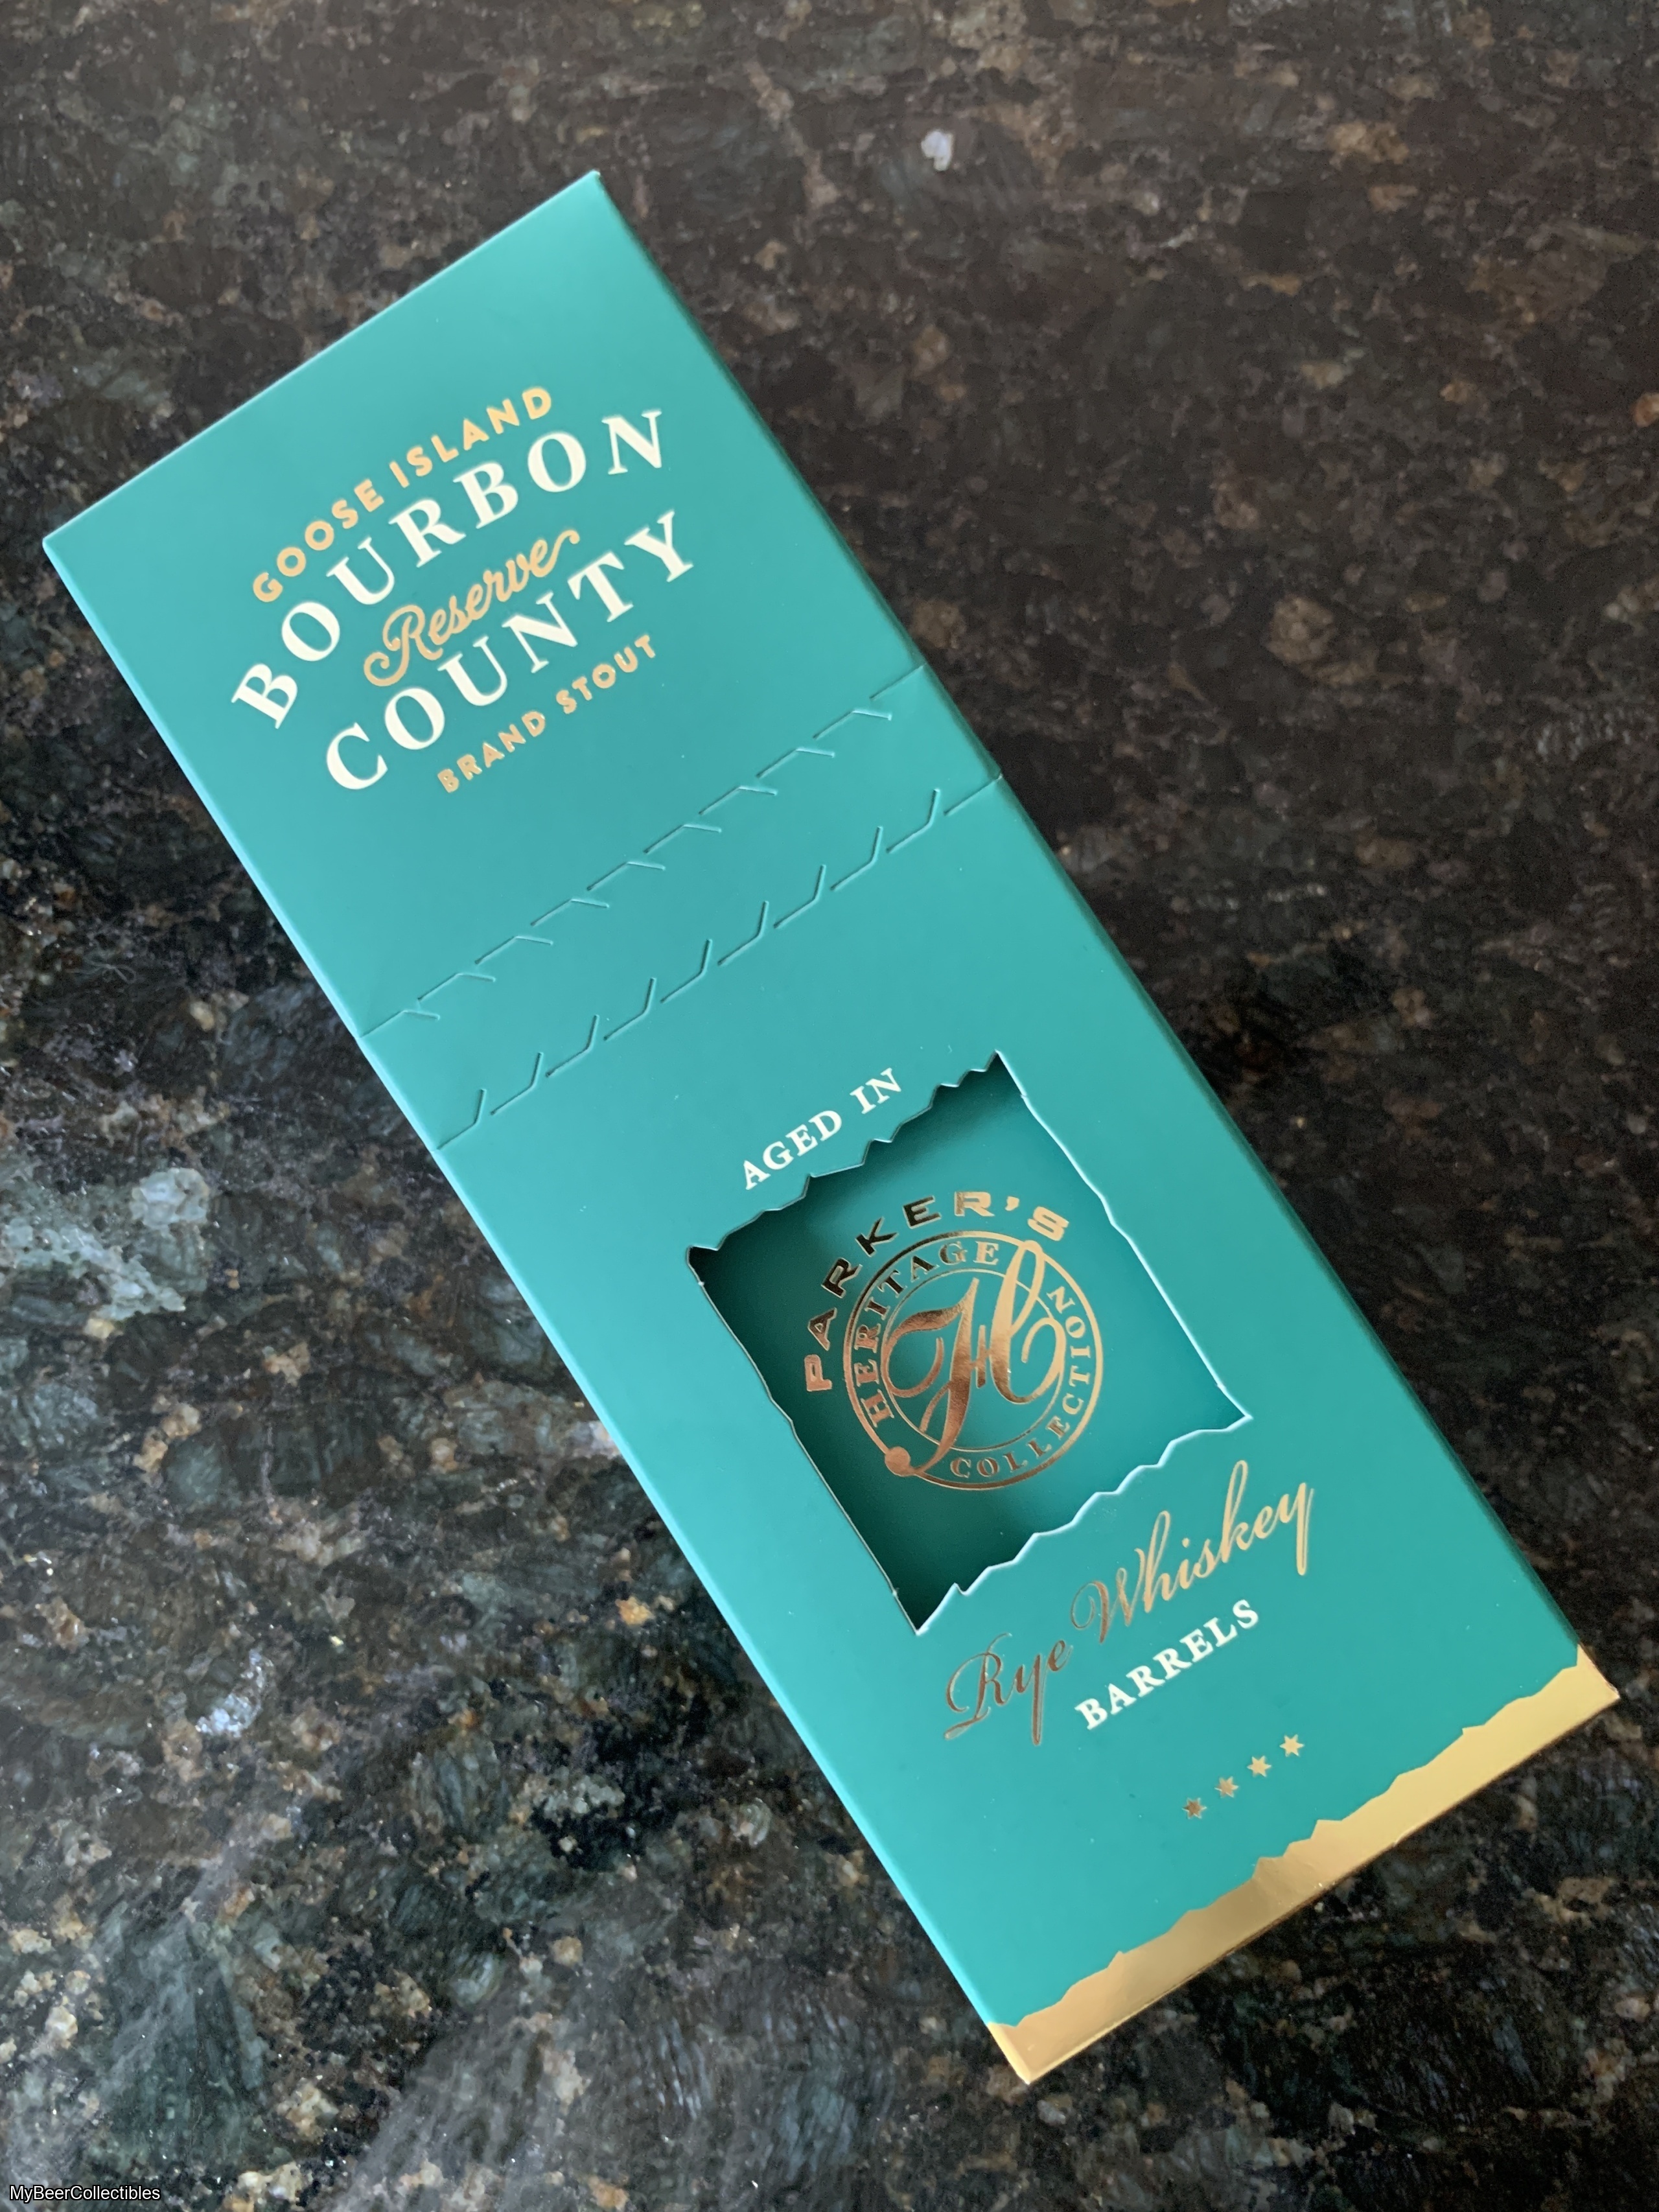 GOOSE ISLAND
BOURBON
Reserve
COUNTY
BRAND STOUT
AGED IN
PARKER'S
HERITAGE
H
COLLECTION
Rye Whiskey
BARRELS
MyBeerCollectibles